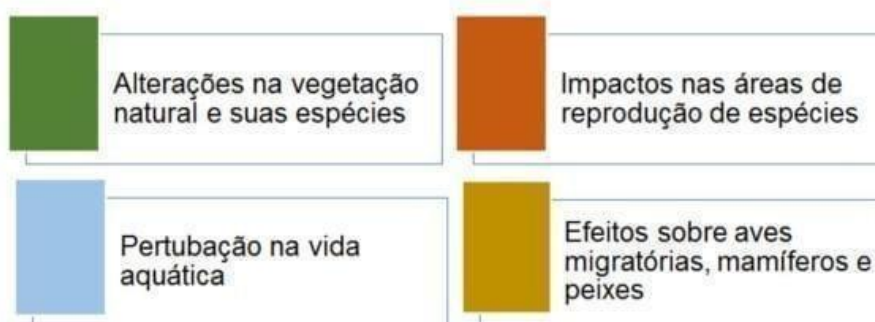 Alterações na vegetação
natural e suas espécies
Impactos nas áreas de
reprodução de espécies
Pertubação na vida
aquática
Efeitos sobre aves
migratórias, mamíferos e
peixes